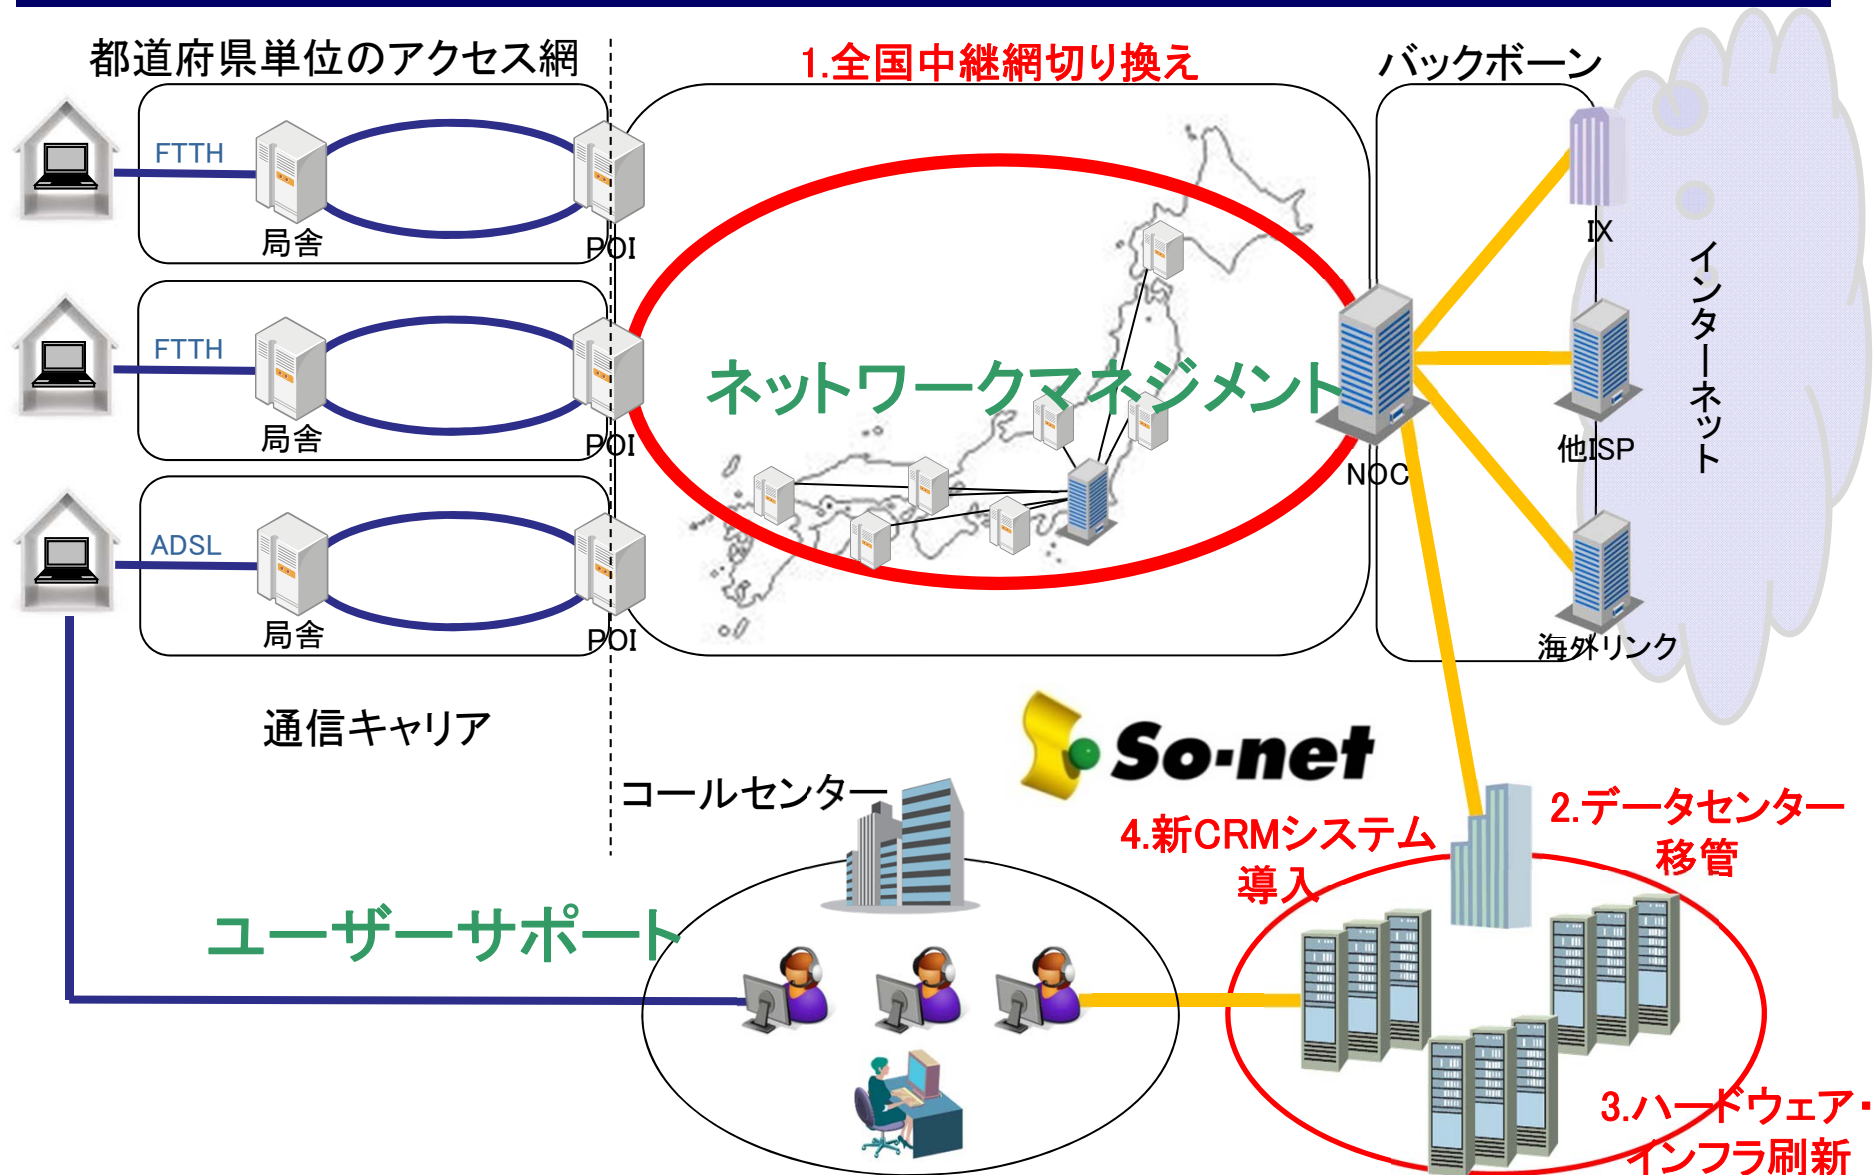 都道府県単位のアクセス網
1.全国中継網切り換え
バックボーン
FTTH
局舎
POI
IX
インターネット
FTTH
局舎
POI
ネットワークマネジメント
NOC
他ISP
ADSL
局舎
POI
海外リンク
通信キャリア
So-net
コールセンター
4.新CRMシステム
導入
2.データセンター
移管
ユーザーサポート
3.ハードウェア・
インフラ刷新